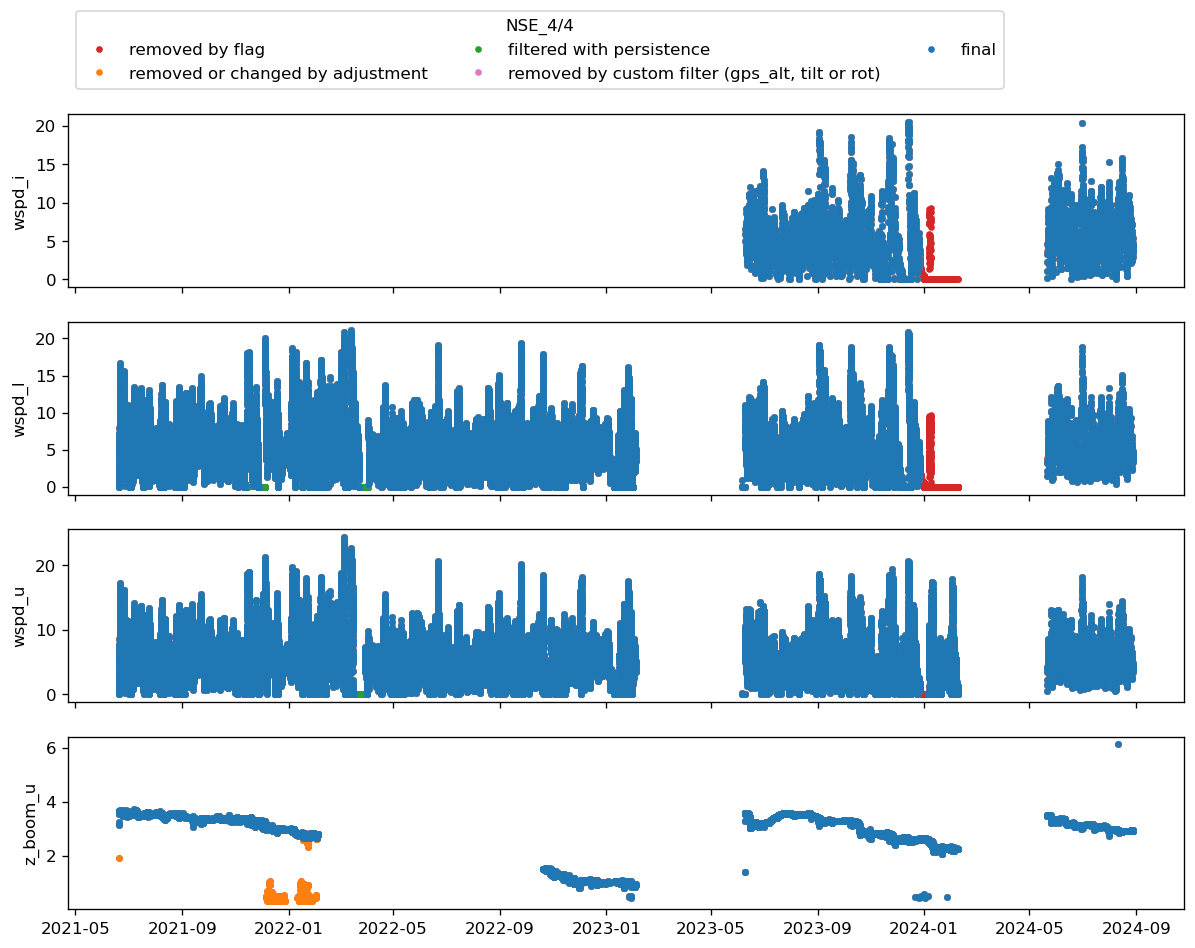 NSE_4/4
removed by flag
removed or changed by adjustment
filtered with persistence
removed by custom filter (gps_alt, tilt or rot)
final
wspd_i
20
15
10
5
0
wspd_l
20
15
10
5
0
wspd_u
20
10
0
z_boom_u
6
4
2
2021-05 2021-09 2022-01 2022-05 2022-09 2023-01 2023-05 2023-09 2024-01 2024-05 2024-09